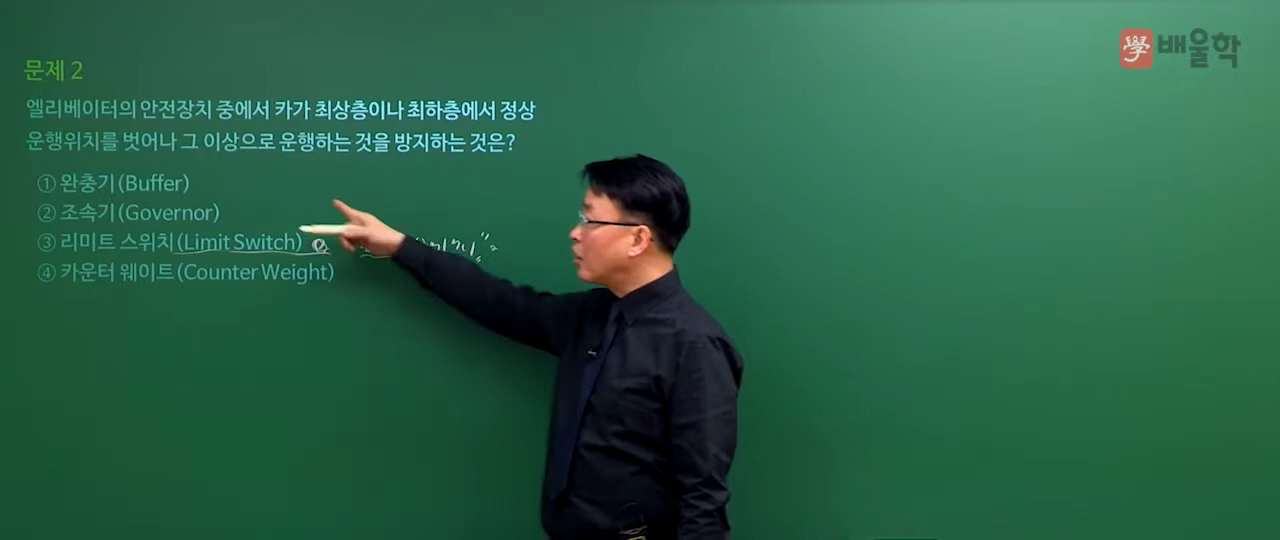 學 배울학
문제 2
엘리베이터의 안전장치 중에서 카가 최상층이나 최하층에서 정상
운행위치를 벗어나 그 이상으로 운행하는 것을 방지하는 것은?
① 완충기(Buffer)
② 조속기(Governor)
③ 리미트 스위치(Limit Switch)
④ 카운터 웨이트(Counter Weight)